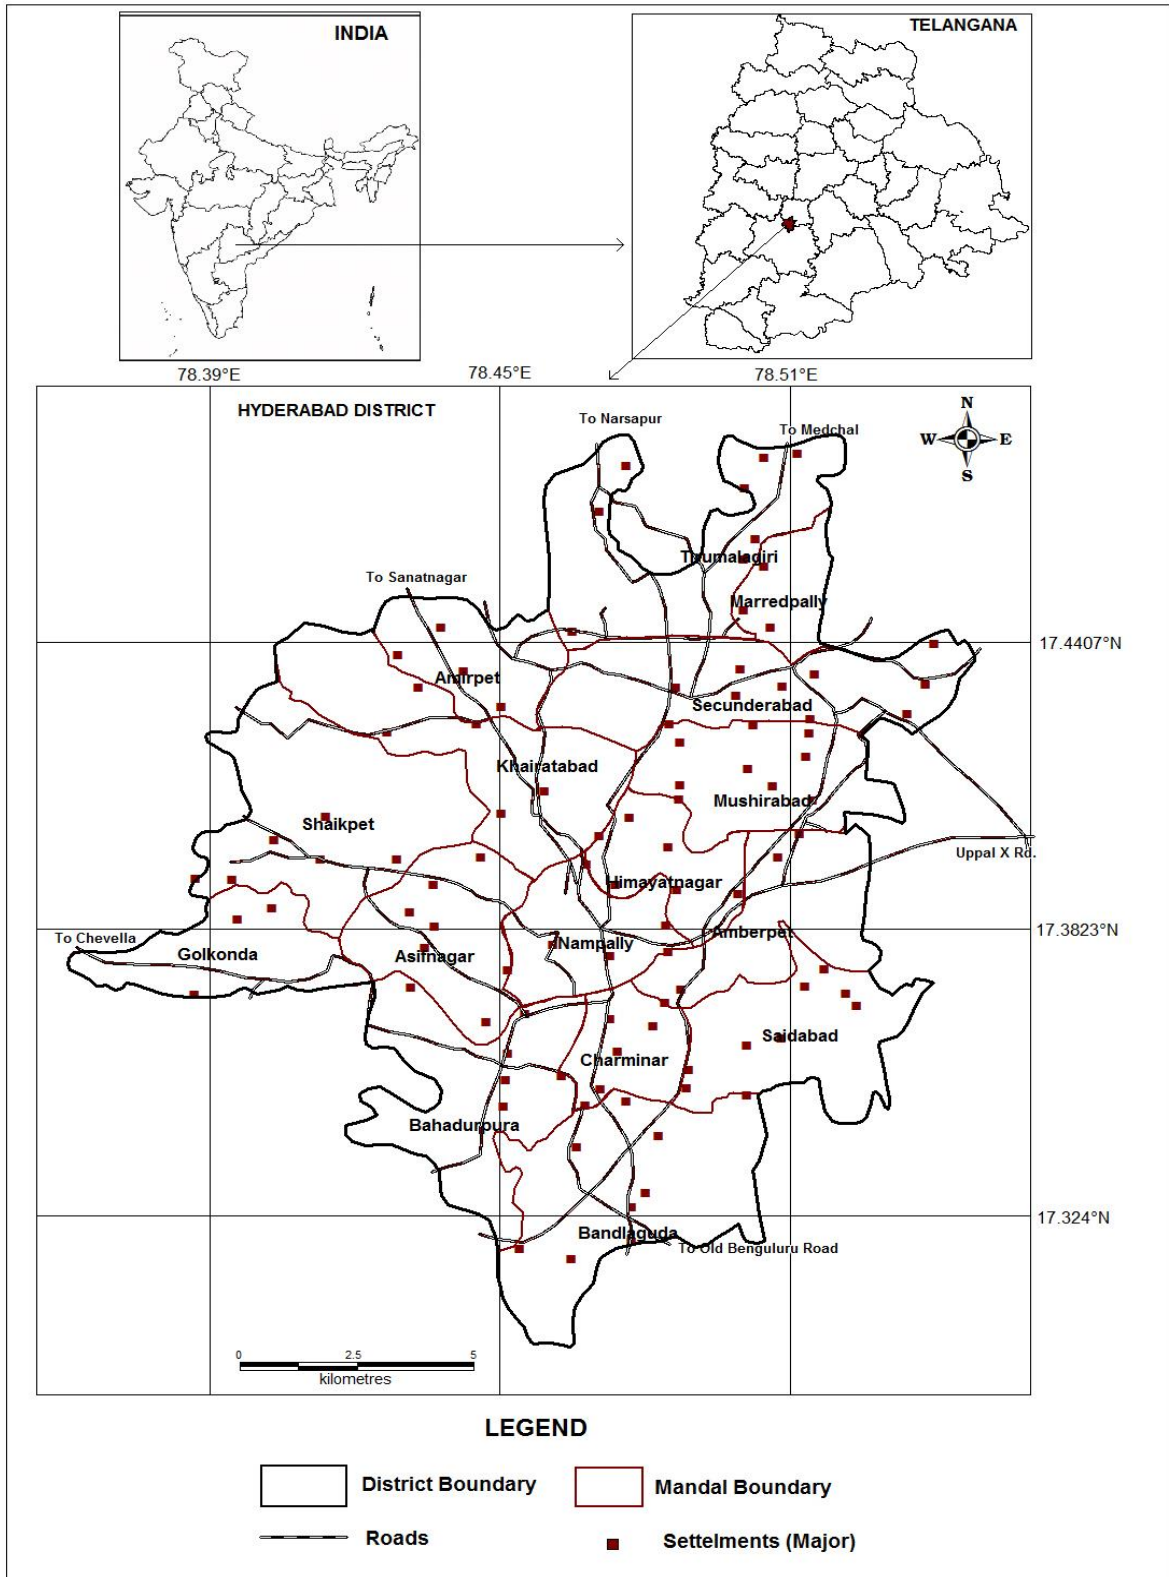 INDIA
TELANGANA
78.39°E
78.45°E
78.51°E
HYDERABAD DISTRICT
To Narsapur
To Medchal
N
W
E
S
Tirumalagiri
To Sanatnagar
Marredpally
17.4407°N
Amirpet
Secunderabad
Khairatabad
Mushirabad
Shaikpet
Uppal X Rd.
Himayatnagar
To Chevella
Nampally
Amberpet
17.3823°N
Golkonda
Asifnagar
Saidabad
Charminar
Bahadurpura
17.324°N
Bandlaguda
To Old Benguluru Road
0
2.5
5
kilometres
LEGEND
District Boundary
Mandal Boundary
Roads
Settelments (Major)